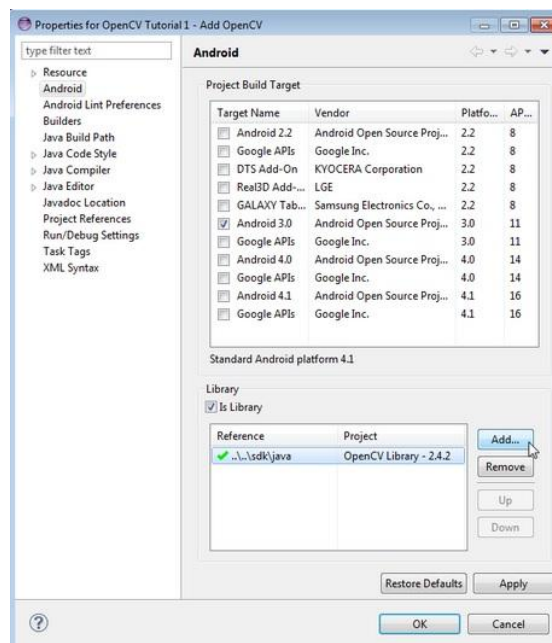 Properties for OpenCV Tutorial 1 - Add OpenCV
type filter text
Resource
Android
Android Lint Preferences
Builders
Java Build Path
Java Code Style
Java Compiler
Java Editor
Javadoc Location
Project References
Run/Debug Settings
Task Tags
XML Syntax
Android
Project Build Target
Target Name Vendor Platfo... AP...
Android 2.2 Android Open Source Proj... 2.2 8
Google APIs Google Inc. 2.2 8
DTS Add-On KYOCERA Corporation 2.2 8
Real3D Add-... LGE 2.2 8
GALAXY Tab... Samsung Electronics Co., ... 2.2 8
Android 3.0 Android Open Source Proj... 3.0 11
Google APIs Google Inc. 3.0 11
Android 4.0 Android Open Source Proj... 4.0 14
Google APIs Google Inc. 4.0 14
Android 4.1 Android Open Source Proj... 4.1 16
Google APIs Google Inc. 4.1 16
Standard Android platform 4.1
Library
Is Library
Reference Project
..\..\sdk\java OpenCV Library - 2.4.2
Add...
Remove
Up
Down
Restore Defaults Apply
OK Cancel